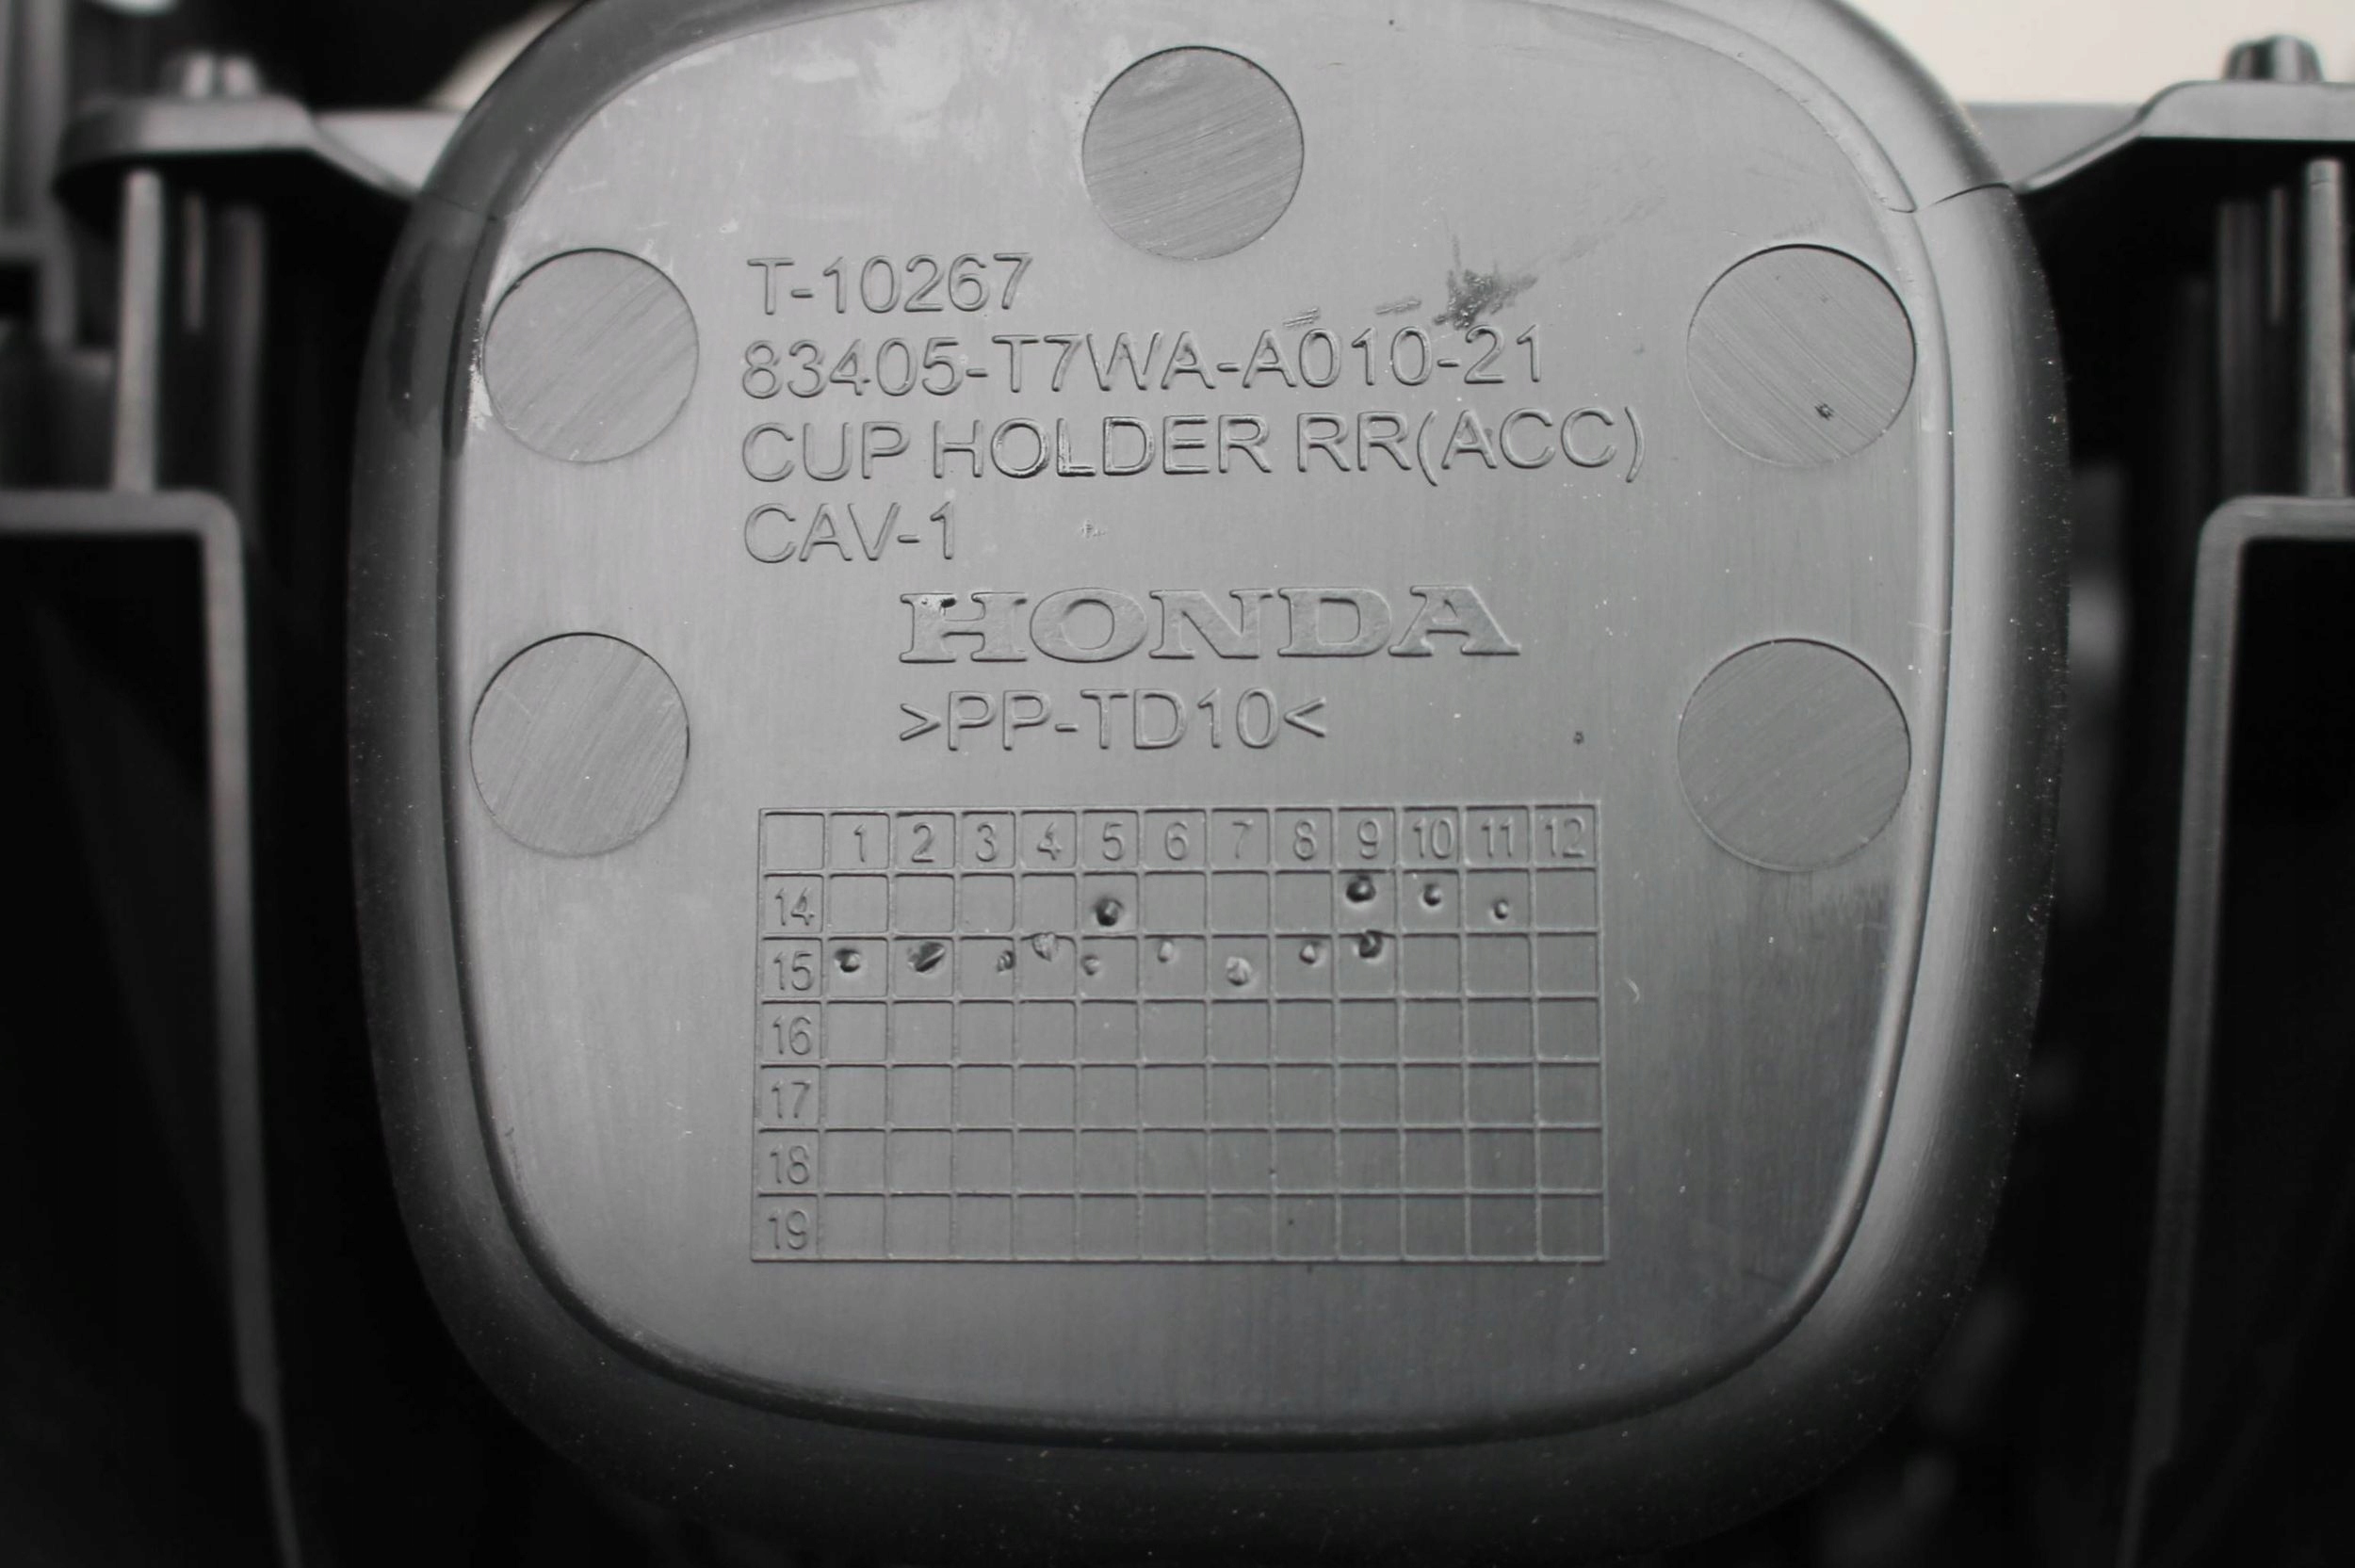 T-10267
83405-T7WA-A010-21
CUP HOLDER RR(ACC)
CAV-1
HONDA
>PP-TD10<
1 2 3 4 5 6 7 8 9 10 11 12
14
15
16
17
18
19